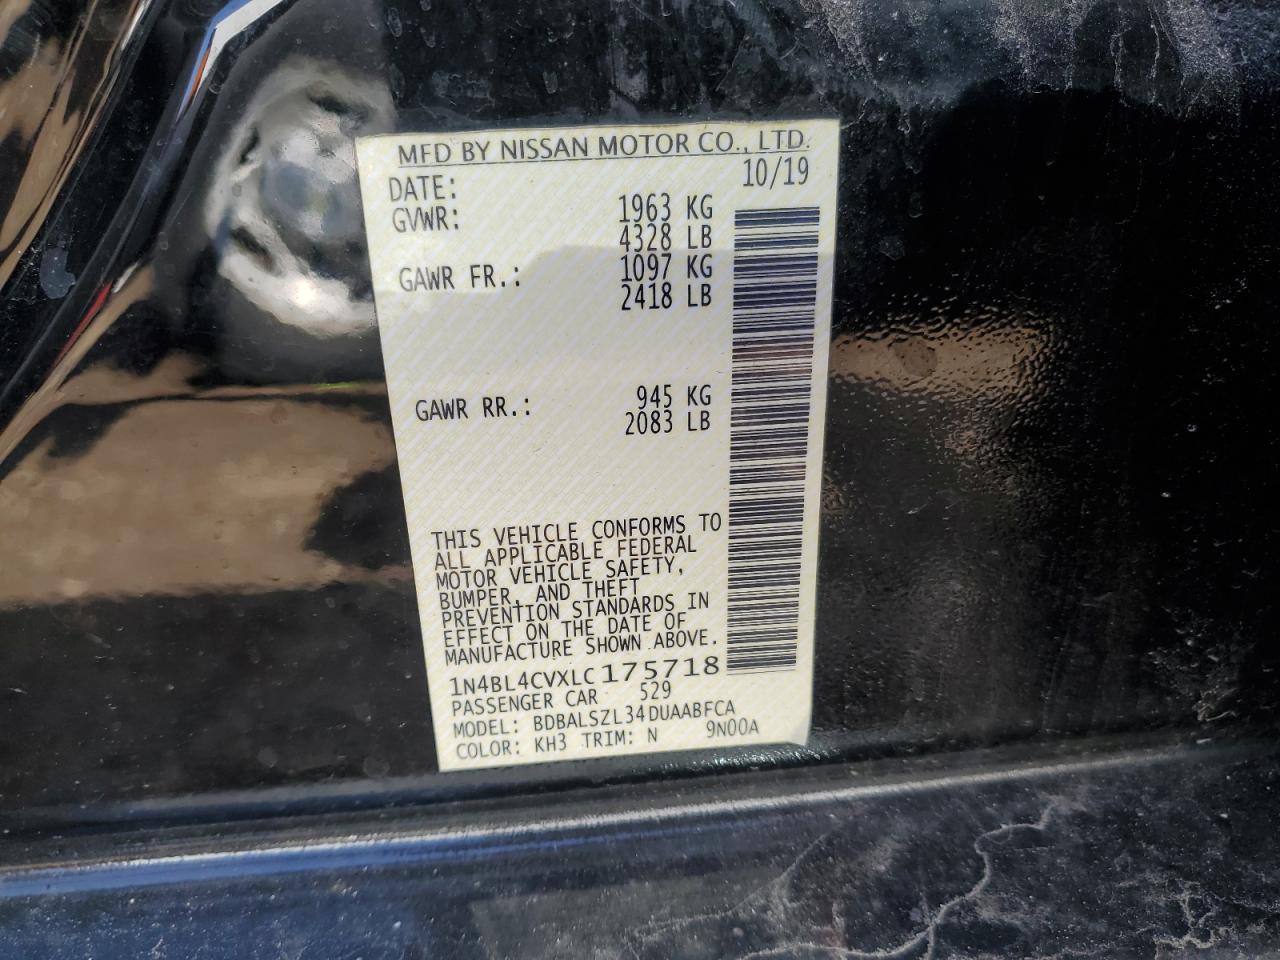 MFD BY NISSAN MOTOR CO., LTD.
DATE: 10/19
GVWR: 1963 KG
4328 LB
GAWR FR.: 1097 KG
2418 LB
GAWR RR.: 945 KG
2083 LB
THIS VEHICLE CONFORMS TO
ALL APPLICABLE FEDERAL
MOTOR VEHICLE SAFETY,
BUMPER, AND THEFT
PREVENTION STANDARDS IN
EFFECT ON THE DATE OF
MANUFACTURE SHOWN ABOVE.
1N4BL4CVXLC175718
PASSENGER CAR 529
MODEL: BDBALSZL34DUAABFCA
COLOR: KH3 TRIM: N 9N00A